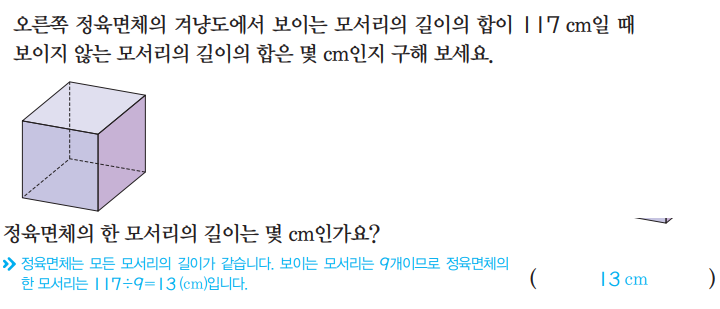 오른쪽 정육면체의 겨냥도에서 보이는 모서리의 길이의 합이 117 cm일 때
보이지 않는 모서리의 길이의 합은 몇 cm인지 구해 보세요.
정육면체의 한 모서리의 길이는 몇 cm인가요?
» 정육면체는 모든 모서리의 길이가 같습니다. 보이는 모서리는 9개이므로 정육면체의
한 모서리는 117÷9=13 (cm)입니다.
( 13 cm )